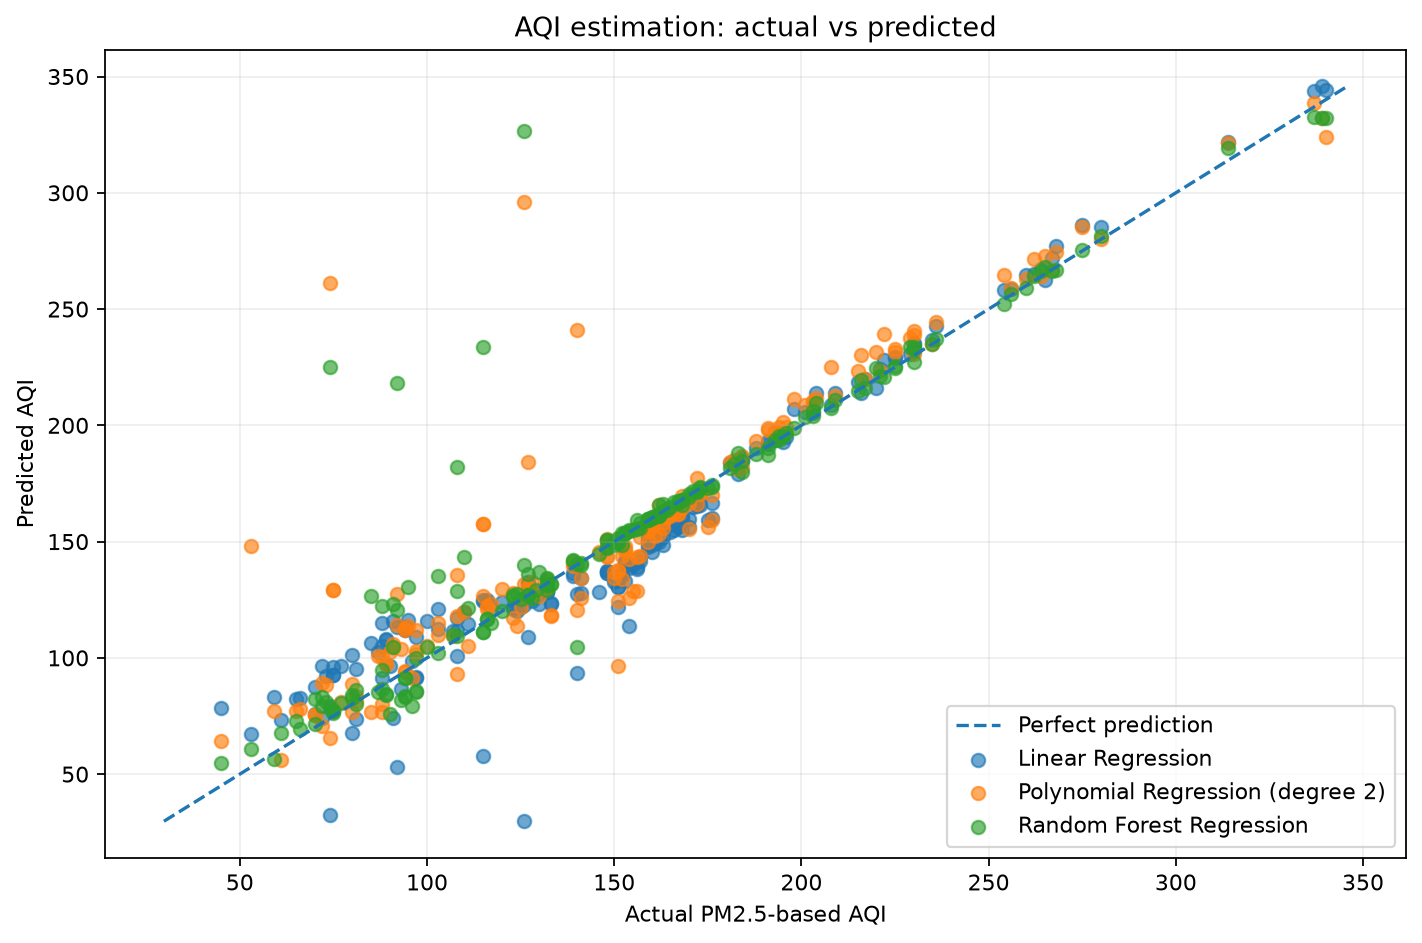 AQI estimation: actual vs predicted
350
300
250
200
150
100
50
Predicted AQI
50
100
150
200
250
300
350
Actual PM2.5-based AQI
Perfect prediction
Linear Regression
Polynomial Regression (degree 2)
Random Forest Regression